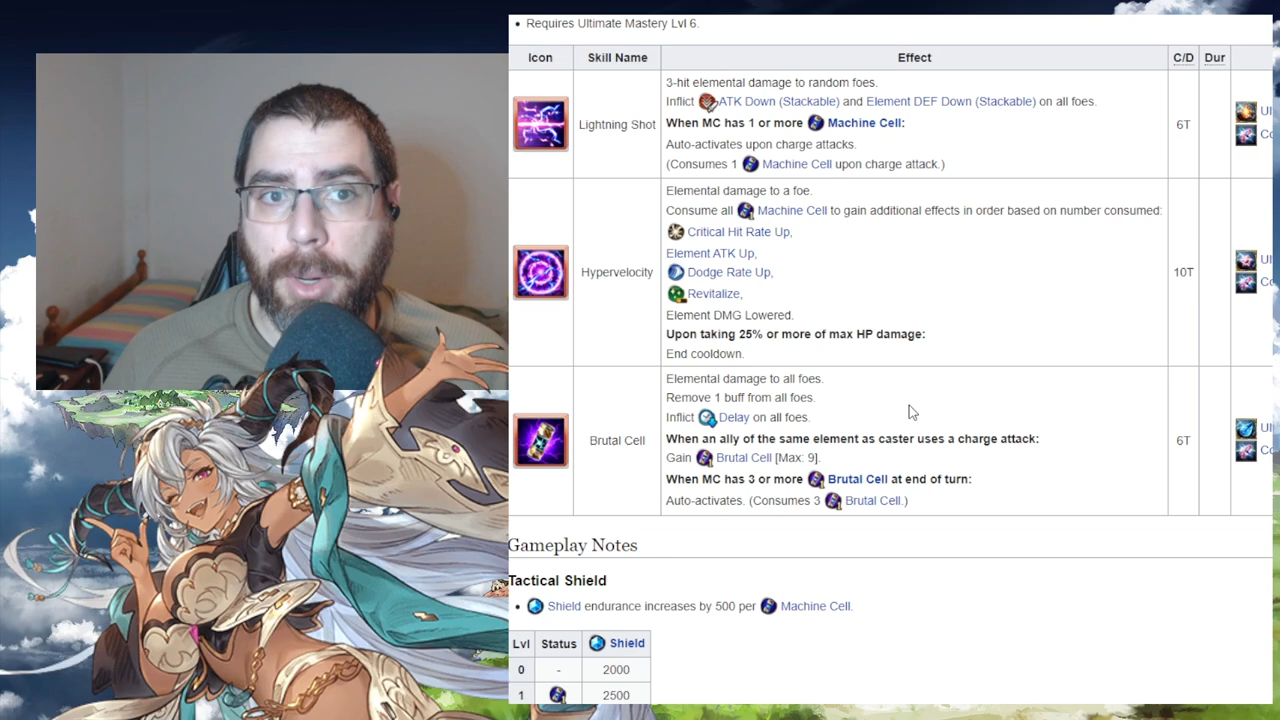 Requires Ultimate Mastery Lvl 6.
Icon Skill Name Effect C/D Dur
Lightning Shot
3-hit elemental damage to random foes.
Inflict ATK Down (Stackable) and Element DEF Down (Stackable) on all foes.
When MC has 1 or more Machine Cell:
Auto-activates upon charge attacks.
(Consumes 1 Machine Cell upon charge attack.)
6T
Ul
Co
Hypervelocity
Elemental damage to a foe.
Consume all Machine Cell to gain additional effects in order based on number consumed:
Critical Hit Rate Up,
Element ATK Up,
Dodge Rate Up,
Revitalize,
Element DMG Lowered.
Upon taking 25% or more of max HP damage:
End cooldown.
10T
Ul
Co
Brutal Cell
Elemental damage to all foes.
Remove 1 buff from all foes.
Inflict Delay on all foes.
When an ally of the same element as caster uses a charge attack:
Gain Brutal Cell [Max: 9].
When MC has 3 or more Brutal Cell at end of turn:
Auto-activates. (Consumes 3 Brutal Cell.)
6T
Ul
Co
Gameplay Notes
Tactical Shield
Shield endurance increases by 500 per Machine Cell.
Lvl Status Shield
0 - 2000
1 2500